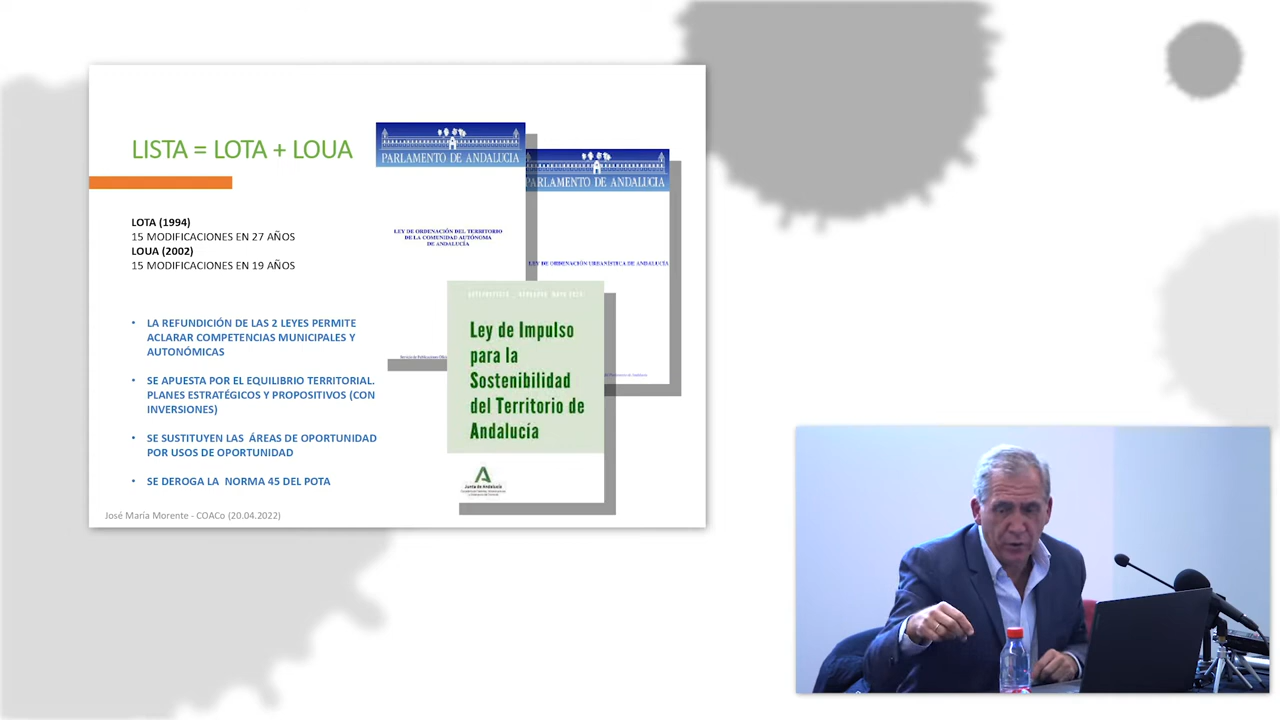 LISTA = LOTA + LOUA
PARLAMENTO DE ANDALUCIA
PARLAMENTO DE ANDALUCIA
LOTA (1994)
15 MODIFICACIONES EN 27 AÑOS
LOUA (2002)
15 MODIFICACIONES EN 19 AÑOS
LEY DE ORDENACIÓN DEL TERRITORIO
DE LA COMUNIDAD AUTÓNOMA
DE ANDALUCÍA
LEY DE ORDENACIÓN URBANÍSTICA DE ANDALUCÍA
• LA REFUNDICIÓN DE LAS 2 LEYES PERMITE
ACLARAR COMPETENCIAS MUNICIPALES Y
AUTONÓMICAS
• SE APUESTA POR EL EQUILIBRIO TERRITORIAL.
PLANES ESTRATÉGICOS Y PROPOSITIVOS (CON
INVERSIONES)
• SE SUSTITUYEN LAS ÁREAS DE OPORTUNIDAD
POR USOS DE OPORTUNIDAD
• SE DEROGA LA NORMA 45 DEL POTA
Ley de Impulso
para la
Sostenibilidad
del Territorio de
Andalucía
Junta de Andalucía
José María Morente - COACo (20.04.2022)